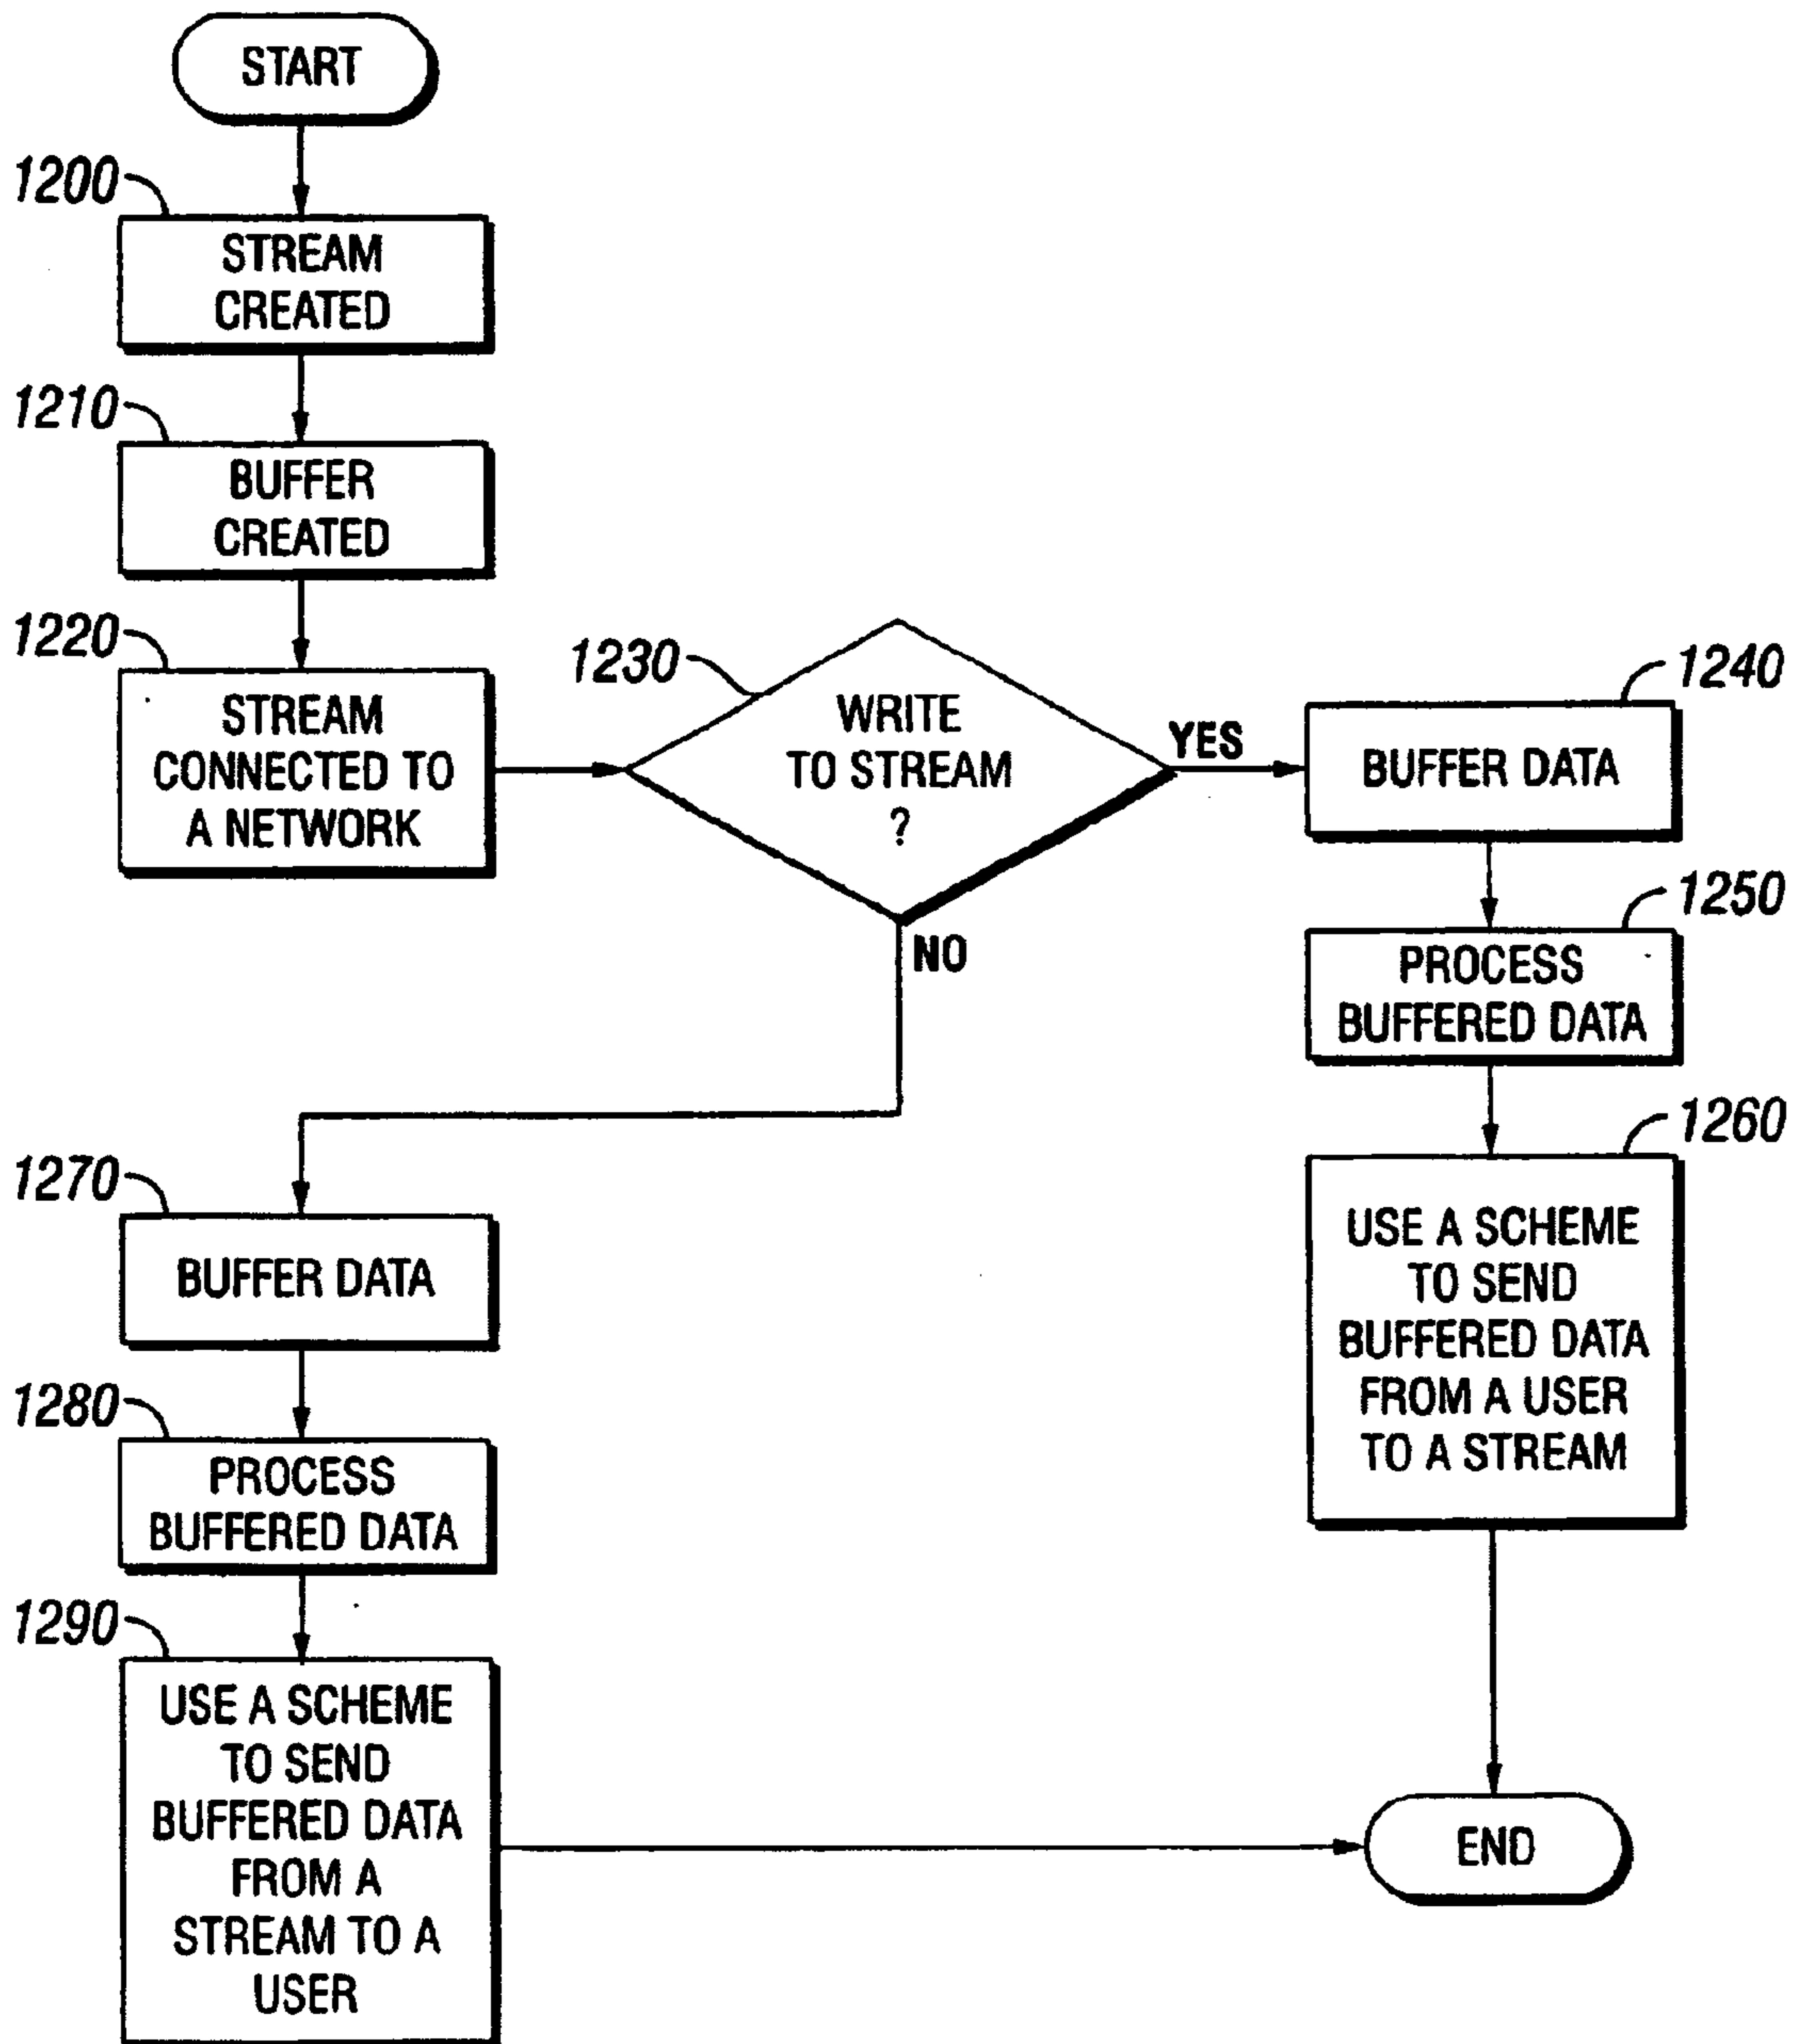 START
1200
STREAM
CREATED
1210
BUFFER
CREATED
1220
STREAM
CONNECTED TO
A NETWORK
1230
WRITE
TO STREAM
?
YES
NO
1240
BUFFER DATA
1250
PROCESS
BUFFERED DATA
1260
USE A SCHEME
TO SEND
BUFFERED DATA
FROM A USER
TO A STREAM
1270
BUFFER DATA
1280
PROCESS
BUFFERED DATA
1290
USE A SCHEME
TO SEND
BUFFERED DATA
FROM A
STREAM TO A
USER
END